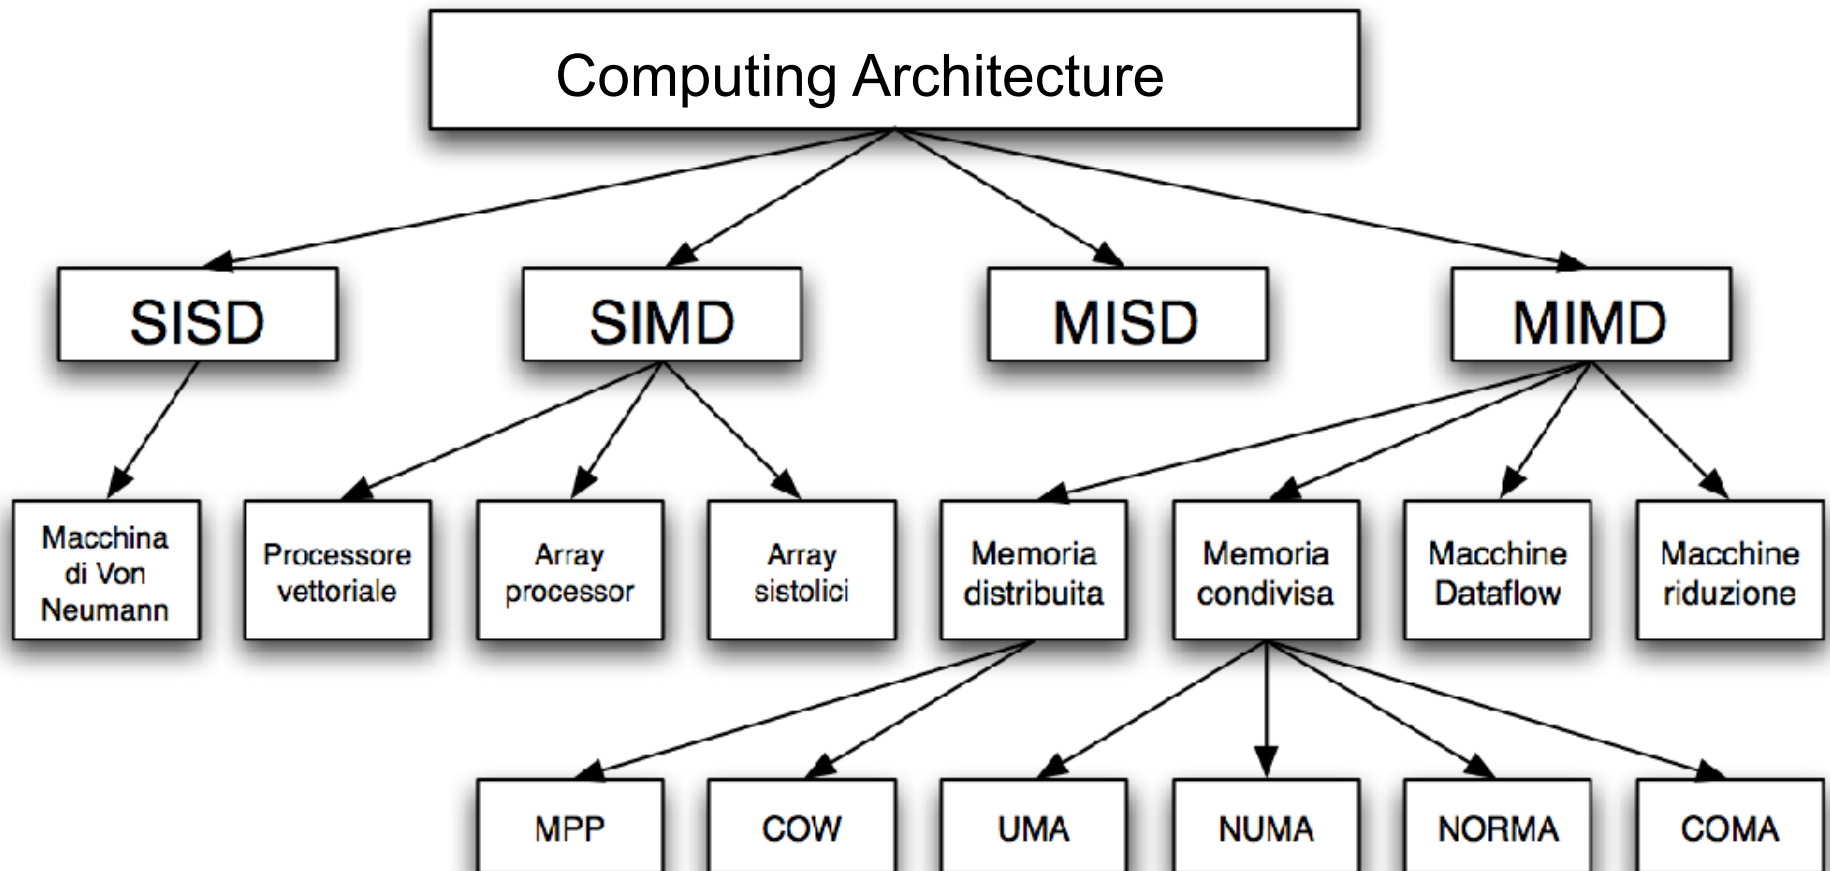 Computing Architecture
SISD
SIMD
MISD
MIMD
Macchina
di Von
Neumann
Processore
vettoriale
Array
processor
Array
sistolici
Memoria
distribuita
Memoria
condivisa
Macchine
Dataflow
Macchine
riduzione
MPP
COW
UMA
NUMA
NORMA
COMA